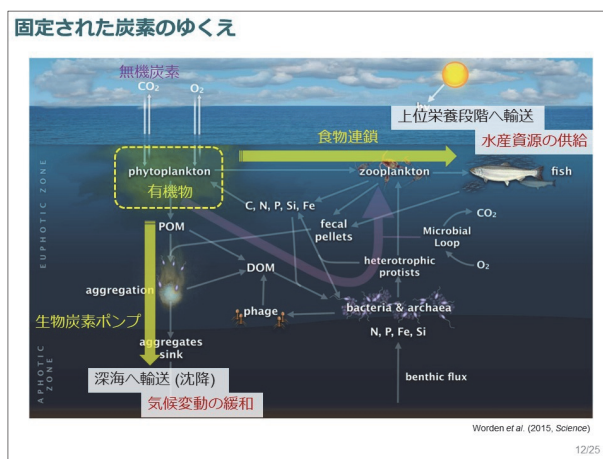 固定された炭素のゆくえ
無機炭素
CO2
O2
上位栄養段階へ輸送
食物連鎖
水産資源の供給
phytoplankton
有機物
zooplankton
fish
C, N, P, Si, Fe
CO2
POM
fecal
pellets
Microbial
Loop
DOM
heterotrophic
protists
O2
aggregation
生物炭素ポンプ
phage
bacteria & archaea
aggregates
sink
N, P, Fe, Si
深海へ輸送 (沈降)
気候変動の緩和
benthic flux
EUPHOTIC ZONE
APHOTIC
ZONE
Worden et al. (2015, Science)
12/25